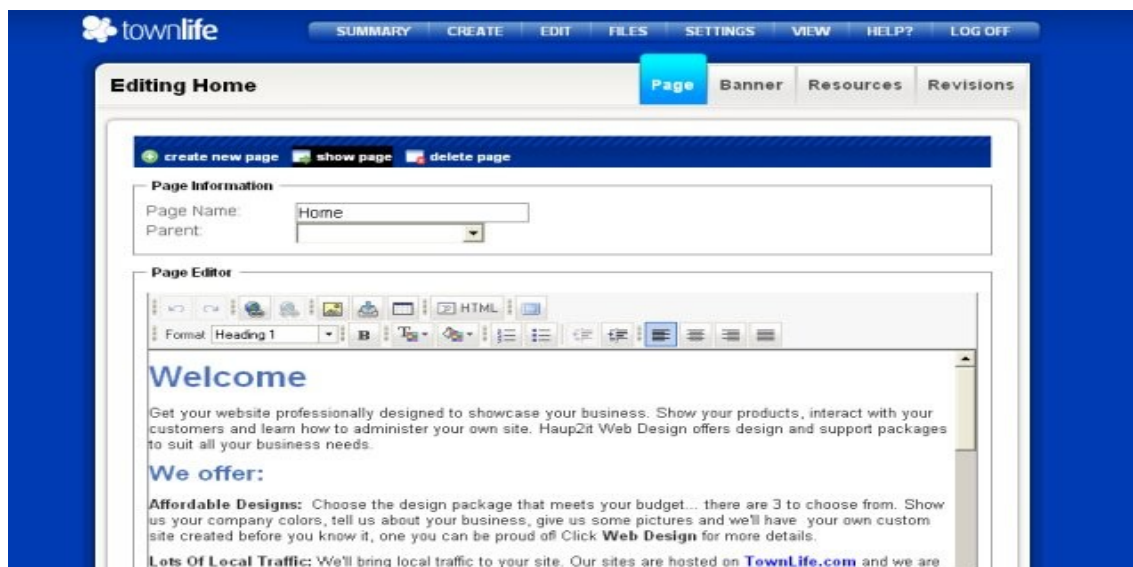 townlife
SUMMARY CREATE EDIT FILES SETTINGS VIEW HELP? LOG OFF
Editing Home
Page Banner Resources Revisions
create new page show page delete page
Page Information
Page Name: Home
Parent:
Page Editor
HTML
Format Heading 1 B
Welcome
Get your website professionally designed to showcase your business. Show your products, interact with your
customers and learn how to administer your own site. Haup2it Web Design offers design and support packages
to suit all your business needs.
We offer:
Affordable Designs: Choose the design package that meets your budget... there are 3 to choose from. Show
us your company colors, tell us about your business, give us some pictures and we'll have your own custom
site created before you know it, one you can be proud of! Click Web Design for more details.
Lots Of Local Traffic: We'll bring local traffic to your site. Our sites are hosted on TownLife.com and we are